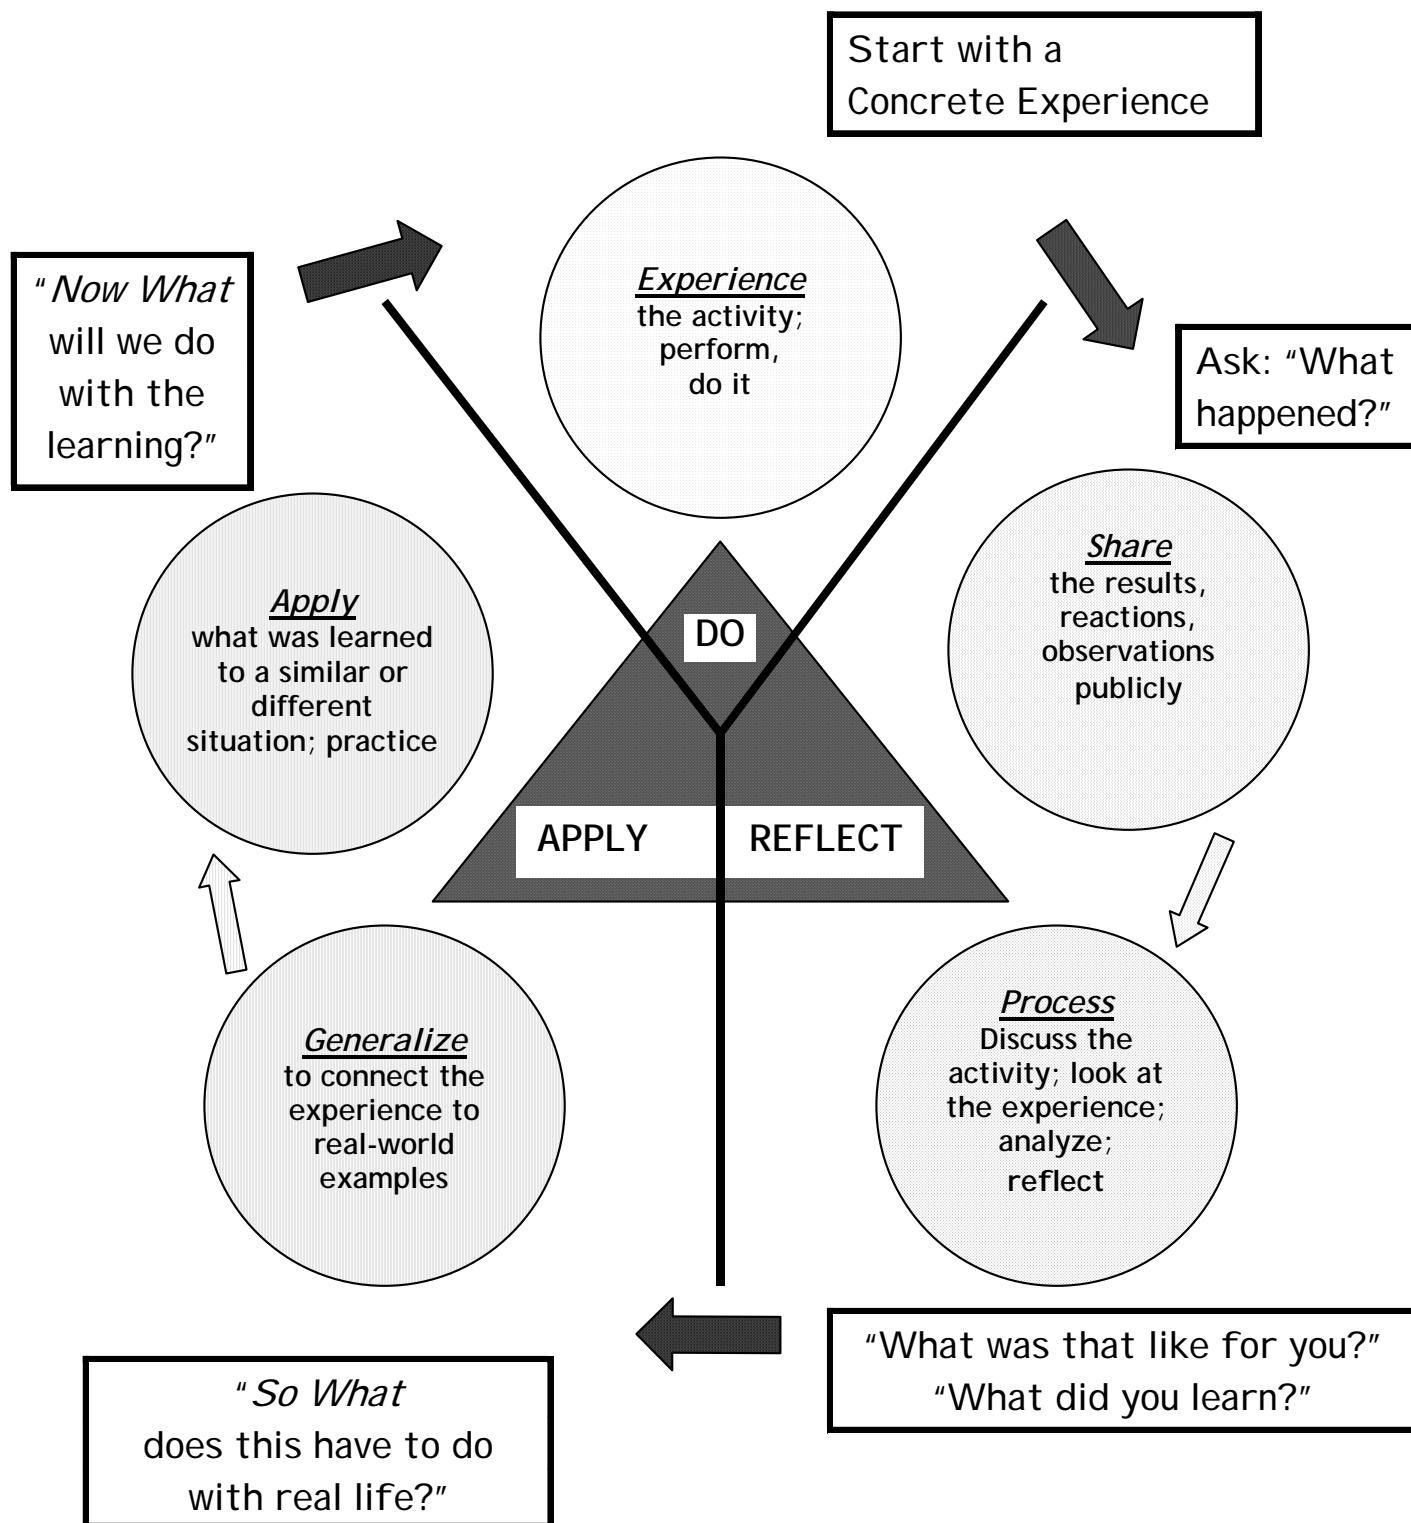 Start with a
Concrete Experience
Experience
the activity;
perform,
do it
Ask: “What
happened?”
Share
the results,
reactions,
observations
publicly
Process
Discuss the
activity; look at
the experience;
analyze;
reflect
“What was that like for you?”
“What did you learn?”
“So What
does this have to do
with real life?”
Generalize
to connect the
experience to
real-world
examples
Apply
what was learned
to a similar or
different
situation; practice
“Now What
will we do
with the
learning?”
DO
APPLY
REFLECT